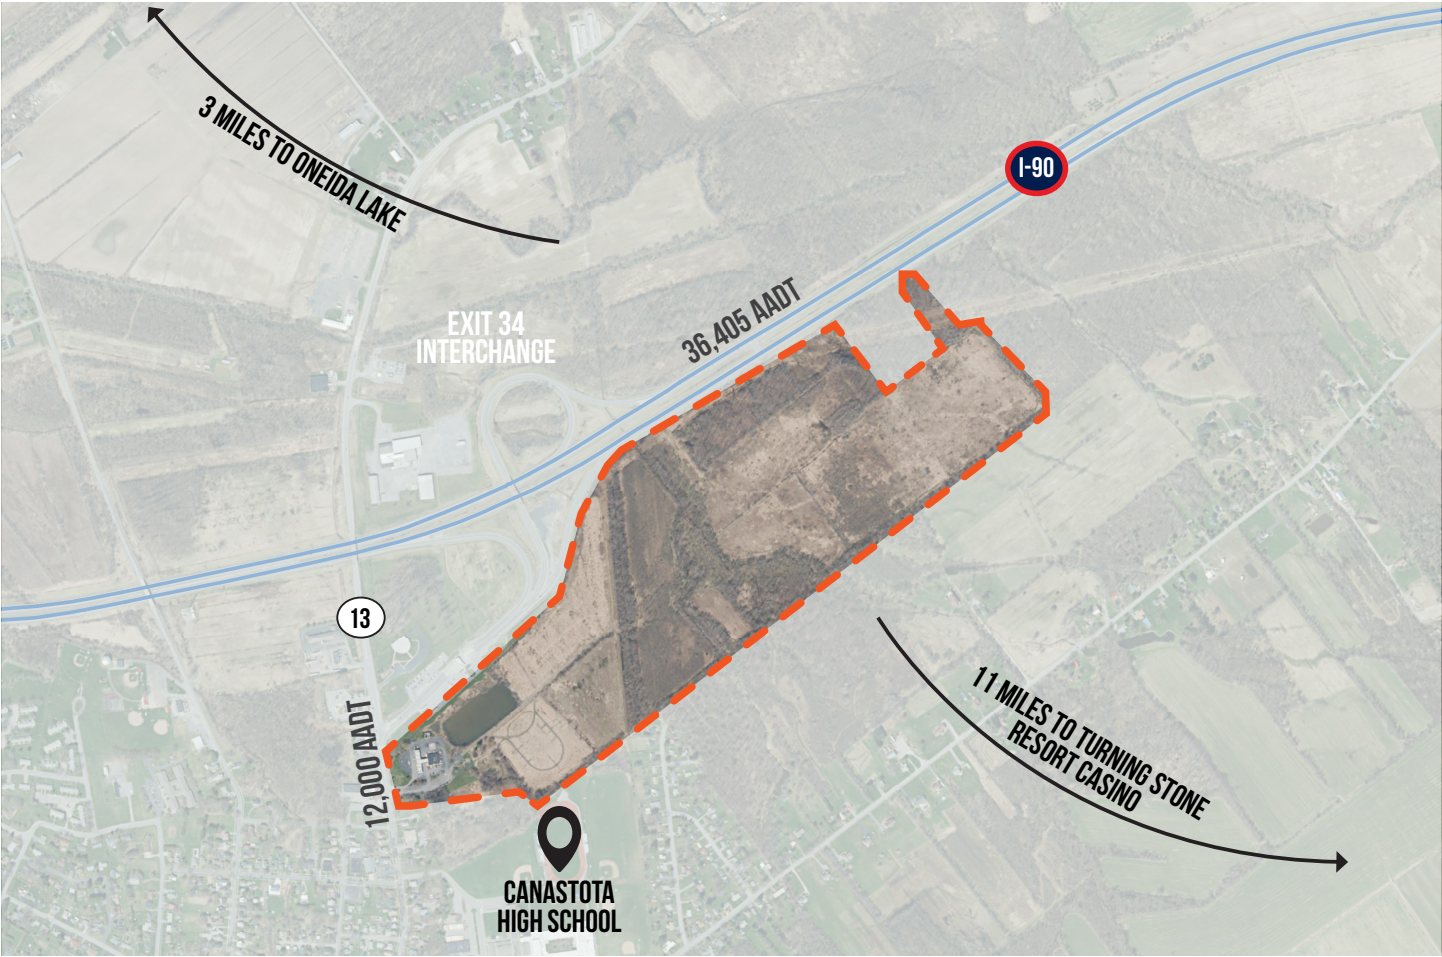 3 MILES TO ONEIDA LAKE
I-90
36,405 AADT
EXIT 34
INTERCHANGE
13
12,000 AADT
11 MILES TO TURNING STONE
RESORT CASINO
CANASTOTA
HIGH SCHOOL